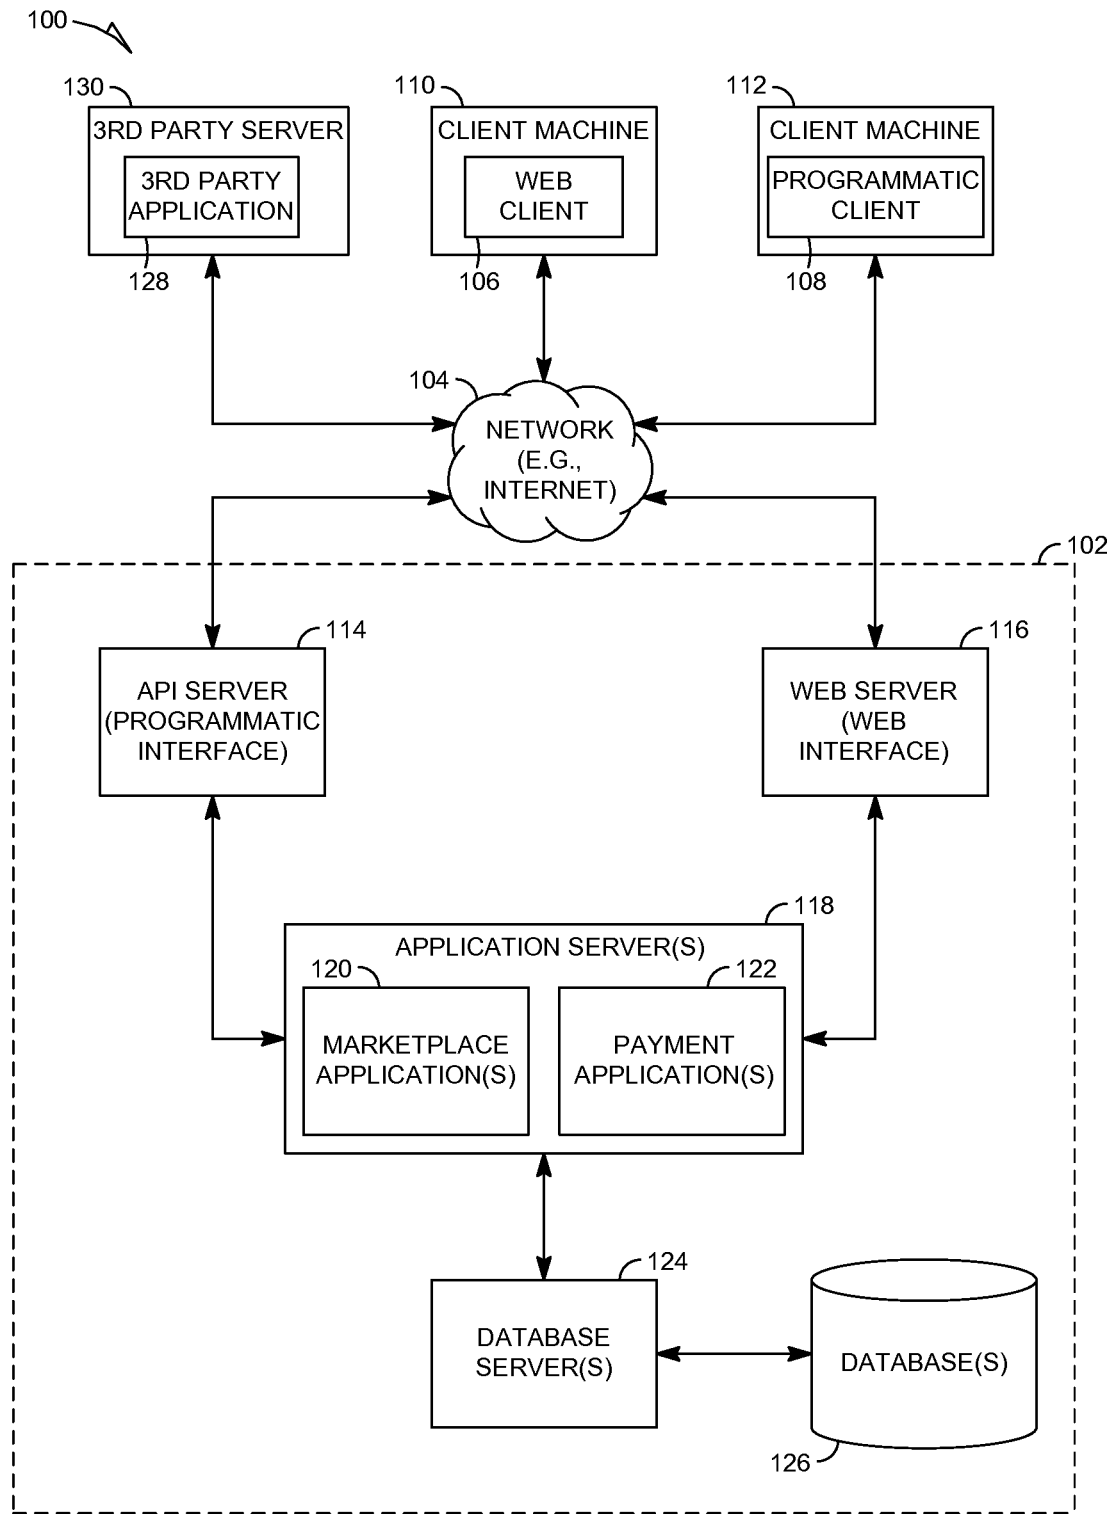 100
130
110
112
3RD PARTY SERVER
CLIENT MACHINE
CLIENT MACHINE
3RD PARTY
APPLICATION
WEB
CLIENT
PROGRAMMATIC
CLIENT
128
106
108
104
NETWORK
(E.G.,
INTERNET)
102
114
116
API SERVER
(PROGRAMMATIC
INTERFACE)
WEB SERVER
(WEB
INTERFACE)
118
APPLICATION SERVER(S)
120
122
MARKETPLACE
APPLICATION(S)
PAYMENT
APPLICATION(S)
124
DATABASE
SERVER(S)
DATABASE(S)
126